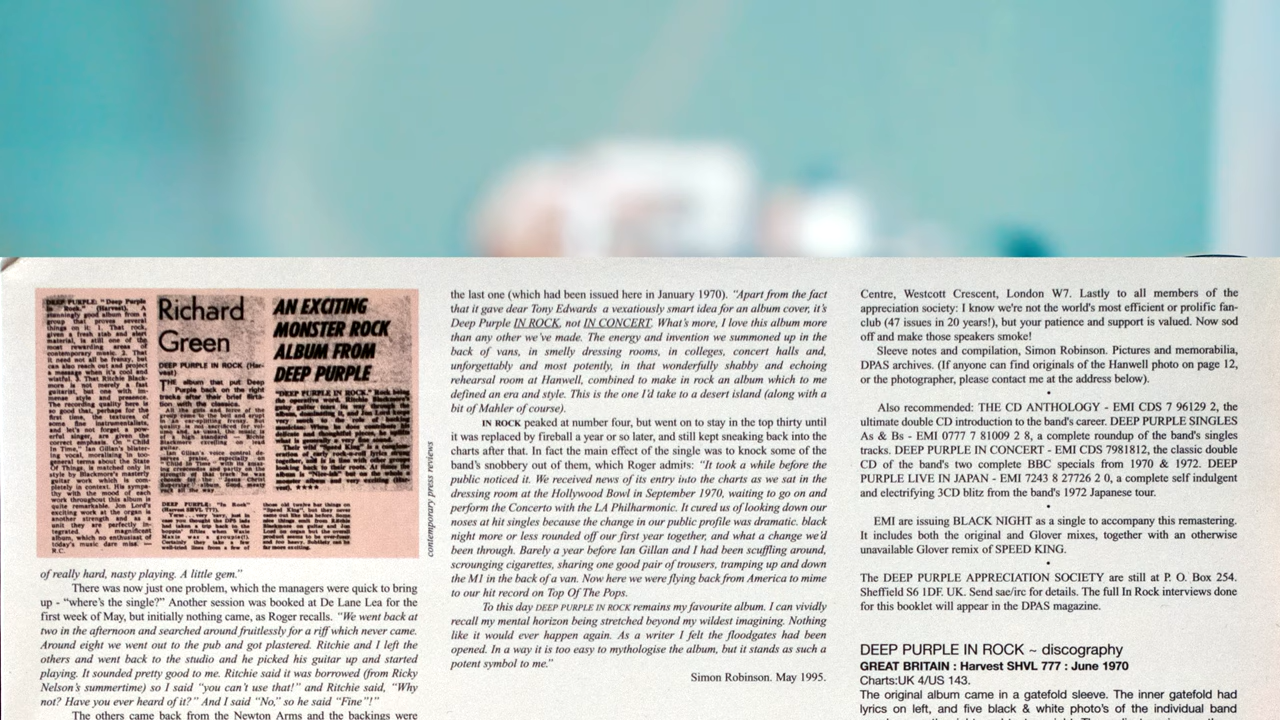 Richard
Green
DEEP PURPLE IN ROCK (Harvest)
THE album that put Deep
Purple back on the right
tracks after their brief flirta-
tion with the classics.
AN EXCITING
MONSTER ROCK
ALBUM FROM
DEEP PURPLE
contemporary press reviews
of really hard, nasty playing. A little gem."
There was now just one problem, which the managers were quick to bring
up - “where's the single?” Another session was booked at De Lane Lea for the
first week of May, but initially nothing came, as Roger recalls. “We went back at
two in the afternoon and searched around fruitlessly for a riff which never came.
Around eight we went out to the pub and got plastered. Ritchie and I left the
others and went back to the studio and he picked his guitar up and started
playing. It sounded pretty good to me. Ritchie said it was borrowed (from Ricky
Nelson's summertime) so I said “you can't use that!” and Ritchie said, “Why
not? Have you ever heard of it?” And I said “No,” so he said “Fine”!”
The others came back from the Newton Arms and the backings were
the last one (which had been issued here in January 1970). “Apart from the fact
that it gave dear Tony Edwards a vexatiously smart idea for an album cover, it's
Deep Purple IN ROCK, not IN CONCERT. What's more, I love this album more
than any other we've made. The energy and invention we summoned up in the
back of vans, in smelly dressing rooms, in colleges, concert halls and,
unforgettably and most potently, in that wonderfully shabby and echoing
rehearsal room at Hanwell, combined to make in rock an album which to me
defined an era and style. This is the one I'd take to a desert island (along with a
bit of Mahler of course).
IN ROCK peaked at number four, but went on to stay in the top thirty until
it was replaced by fireball a year or so later, and still kept sneaking back into the
charts after that. In fact the main effect of the single was to knock some of the
band's snobbery out of them, which Roger admits: “It took a while before the
public noticed it. We received news of its entry into the charts as we sat in the
dressing room at the Hollywood Bowl in September 1970, waiting to go on and
perform the Concerto with the LA Philharmonic. It cured us of looking down our
noses at hit singles because the change in our public profile was dramatic. black
night more or less rounded off our first year together, and what a change we'd
been through. Barely a year before Ian Gillan and I had been scuffling around,
scrounging cigarettes, sharing one good pair of trousers, tramping up and down
the M1 in the back of a van. Now here we were flying back from America to mime
to our hit record on Top Of The Pops.
To this day DEEP PURPLE IN ROCK remains my favourite album. I can vividly
recall my mental horizon being stretched beyond my wildest imagining. Nothing
like it would ever happen again. As a writer I felt the floodgates had been
opened. In a way it is too easy to mythologise the album, but it stands as such a
potent symbol to me.”
Simon Robinson. May 1995.
Centre, Westcott Crescent, London W7. Lastly to all members of the
appreciation society: I know we're not the world's most efficient or prolific fan-
club (47 issues in 20 years!), but your patience and support is valued. Now sod
off and make those speakers smoke!
Sleeve notes and compilation, Simon Robinson. Pictures and memorabilia,
DPAS archives. (If anyone can find originals of the Hanwell photo on page 12,
or the photographer, please contact me at the address below).
•
Also recommended: THE CD ANTHOLOGY - EMI CDS 7 96129 2, the
ultimate double CD introduction to the band's career. DEEP PURPLE SINGLES
As & Bs - EMI 0777 7 81009 2 8, a complete roundup of the band's singles
tracks. DEEP PURPLE IN CONCERT - EMI CDS 7981812, the classic double
CD of the band's two complete BBC specials from 1970 & 1972. DEEP
PURPLE LIVE IN JAPAN - EMI 7243 8 27726 2 0, a complete self indulgent
and electrifying 3CD blitz from the band's 1972 Japanese tour.
•
EMI are issuing BLACK NIGHT as a single to accompany this remastering.
It includes both the original and Glover mixes, together with an otherwise
unavailable Glover remix of SPEED KING.
•
The DEEP PURPLE APPRECIATION SOCIETY are still at P. O. Box 254.
Sheffield S6 1DF. UK. Send sae/irc for details. The full In Rock interviews done
for this booklet will appear in the DPAS magazine.
DEEP PURPLE IN ROCK ~ discography
GREAT BRITAIN : Harvest SHVL 777 : June 1970
Charts:UK 4/US 143.
The original album came in a gatefold sleeve. The inner gatefold had
lyrics on left, and five black & white photo's of the individual band